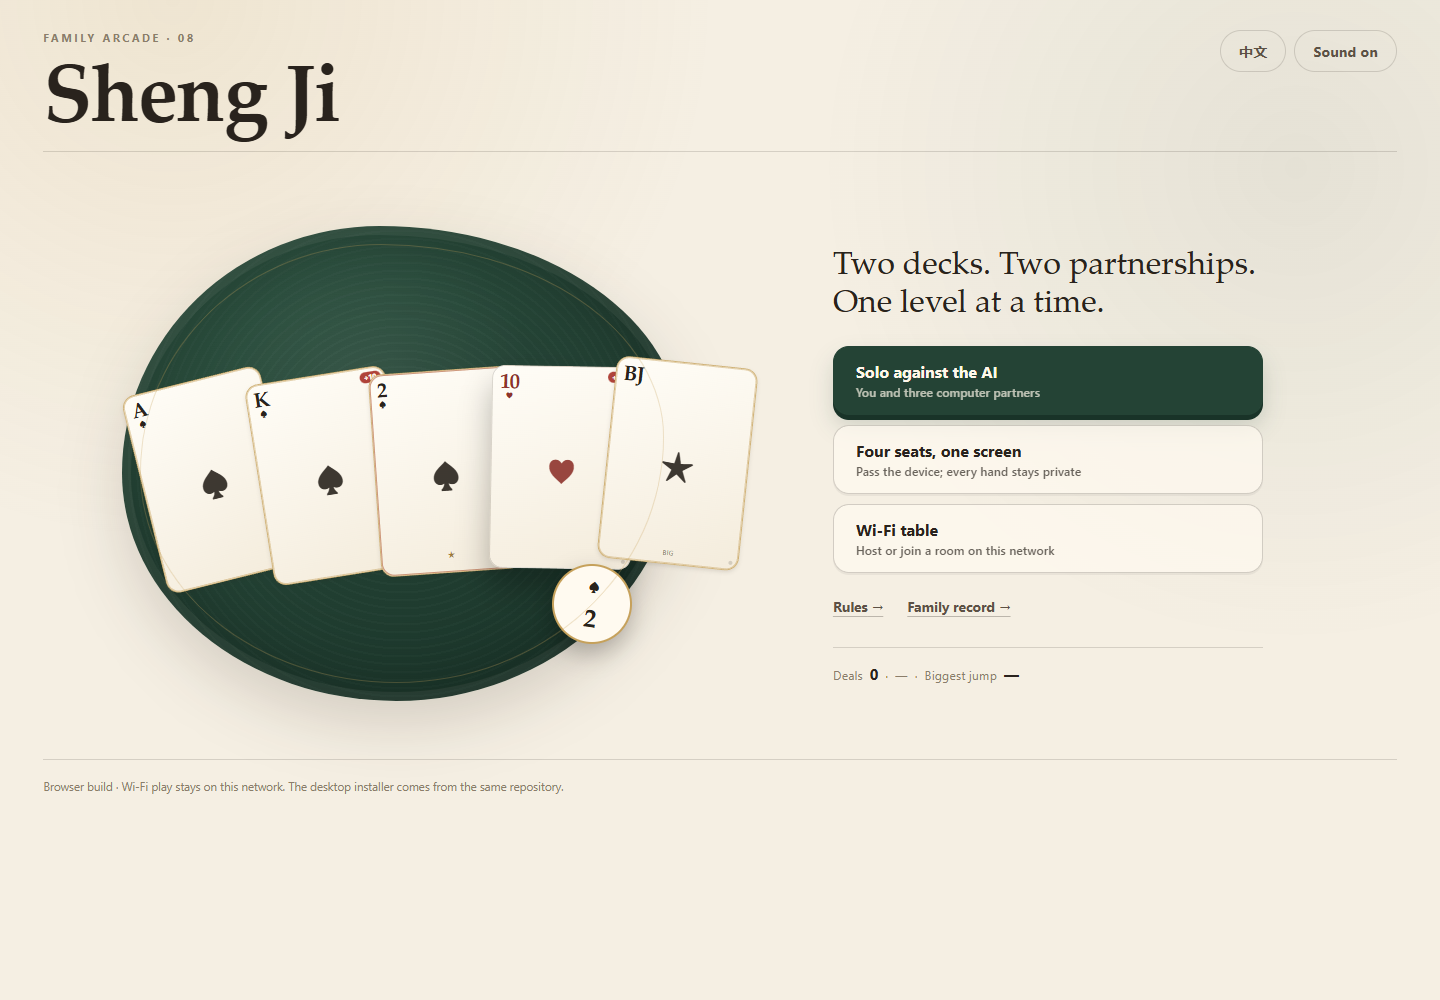 FAMILY ARCADE · 08
Sheng Ji
中文
Sound on
A
K
+10
2
10
BJ
BIG
2
Two decks. Two partnerships.
One level at a time.
Solo against the AI
You and three computer partners
Four seats, one screen
Pass the device; every hand stays private
Wi-Fi table
Host or join a room on this network
Rules →
Family record →
Deals 0 · — · Biggest jump —
Browser build · Wi-Fi play stays on this network. The desktop installer comes from the same repository.